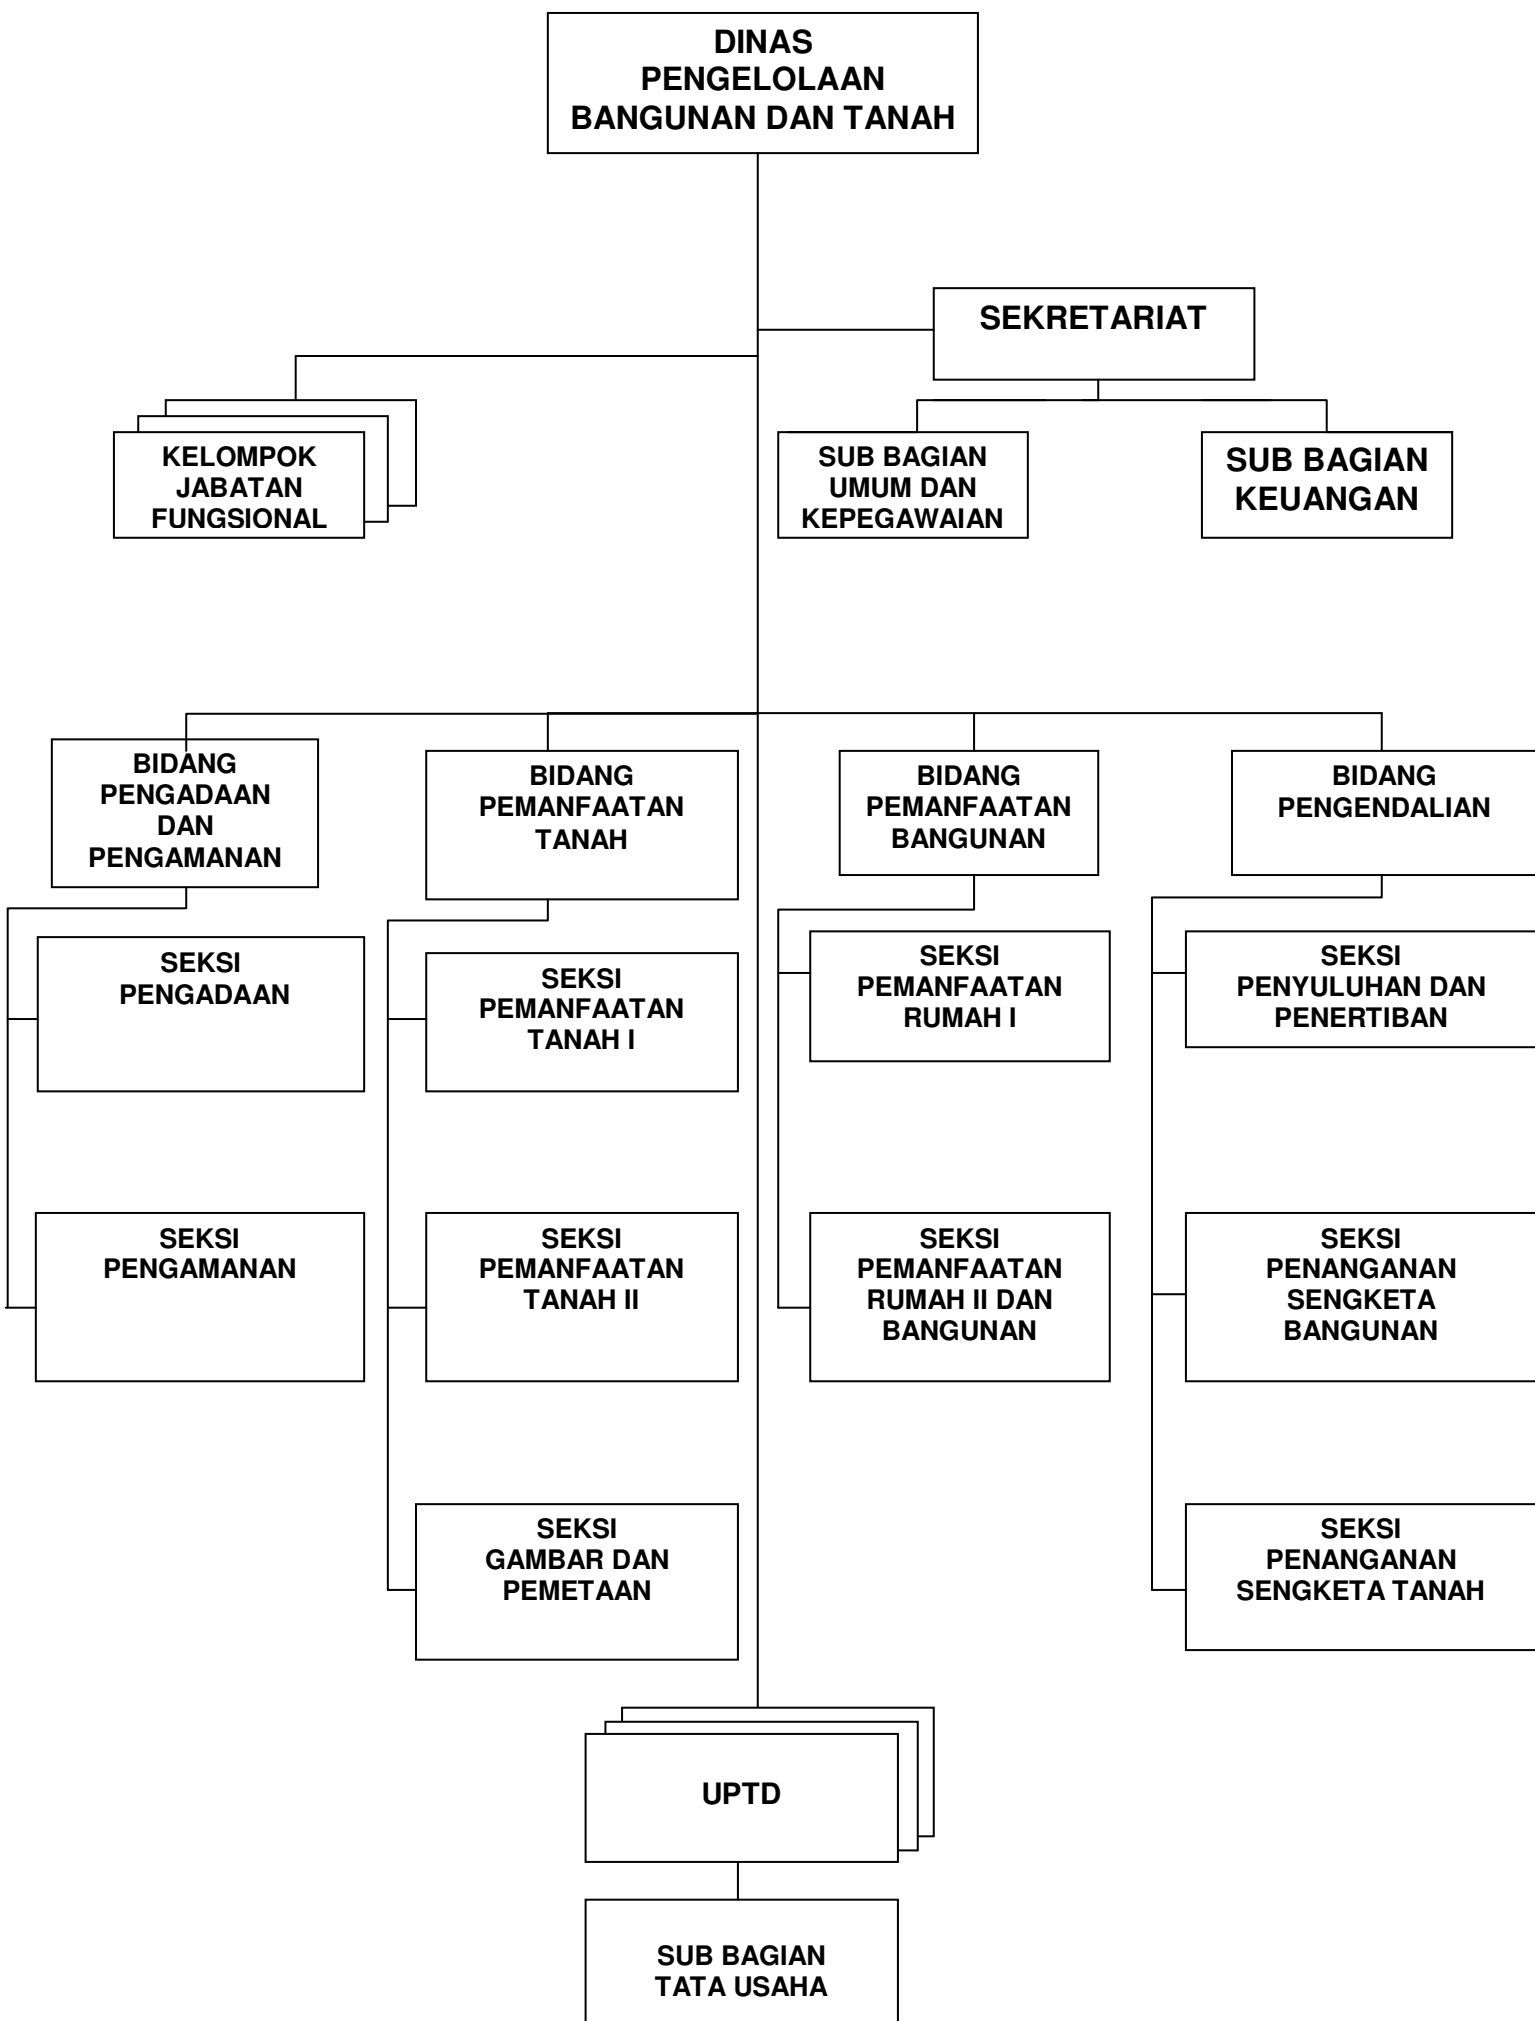 DINAS
PENGELOLAAN
BANGUNAN DAN TANAH
SEKRETARIAT
KELOMPOK
JABATAN
FUNGSIONAL
SUB BAGIAN
UMUM DAN
KEPEGAWAIAN
SUB BAGIAN
KEUANGAN
BIDANG
PENGADAAN
DAN
PENGAMANAN
BIDANG
PEMANFAATAN
TANAH
BIDANG
PEMANFAATAN
BANGUNAN
BIDANG
PENGENDALIAN
SEKSI
PENGADAAN
SEKSI
PEMANFAATAN
TANAH I
SEKSI
PEMANFAATAN
RUMAH I
SEKSI
PENYULUHAN DAN
PENERTIBAN
SEKSI
PENGAMANAN
SEKSI
PEMANFAATAN
TANAH II
SEKSI
PEMANFAATAN
RUMAH II DAN
BANGUNAN
SEKSI
PENANGANAN
SENGKETA
BANGUNAN
SEKSI
GAMBAR DAN
PEMETAAN
SEKSI
PENANGANAN
SENGKETA TANAH
UPTD
SUB BAGIAN
TATA USAHA